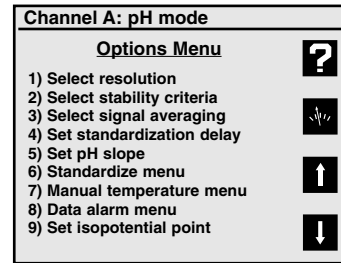 Channel A: pH mode
Options Menu
?
1) Select resolution
2) Select stability criteria
3) Select signal averaging
4) Set standardization delay
5) Set pH slope
6) Standardize menu
7) Manual temperature menu
8) Data alarm menu
9) Set isopotential point